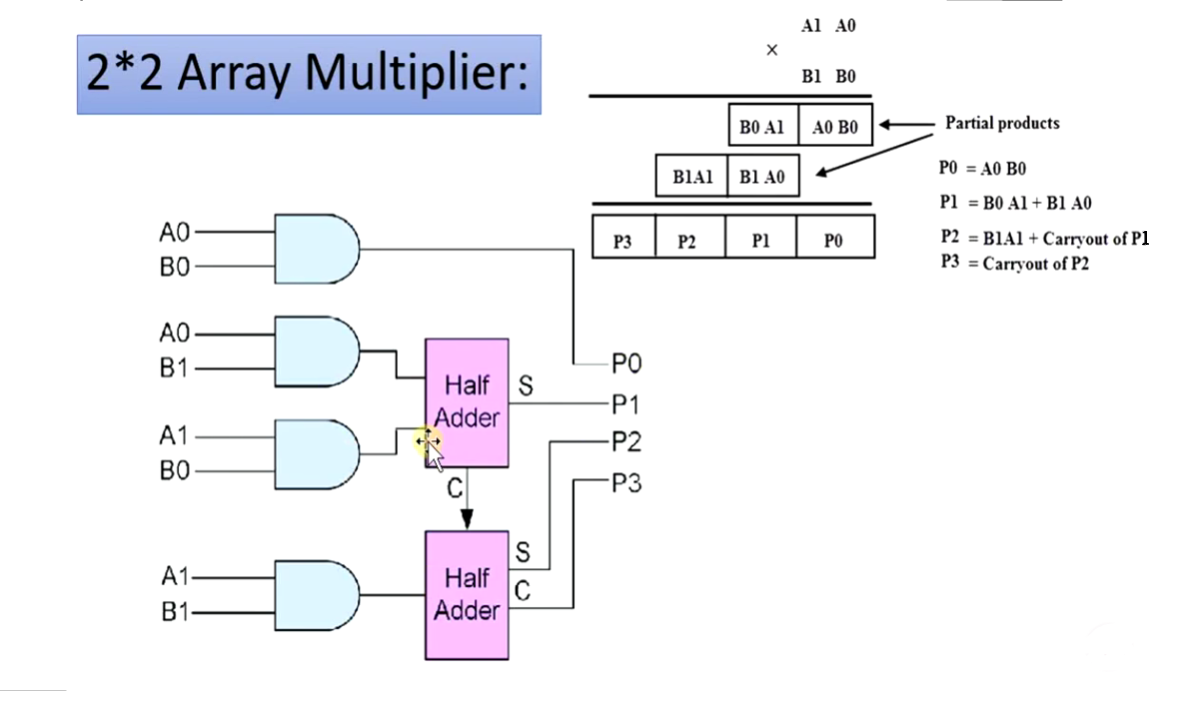 2*2 Array Multiplier:
A1 A0
×
B1 B0
B0 A1 A0 B0
Partial products
B1A1 B1 A0
P3 P2 P1 P0
P0 = A0 B0
P1 = B0 A1 + B1 A0
P2 = B1A1 + Carryout of P1
P3 = Carryout of P2
A0
B0
A0
B1
A1
B0
A1
B1
Half
Adder
S
C
Half
Adder
S
C
P0
P1
P2
P3